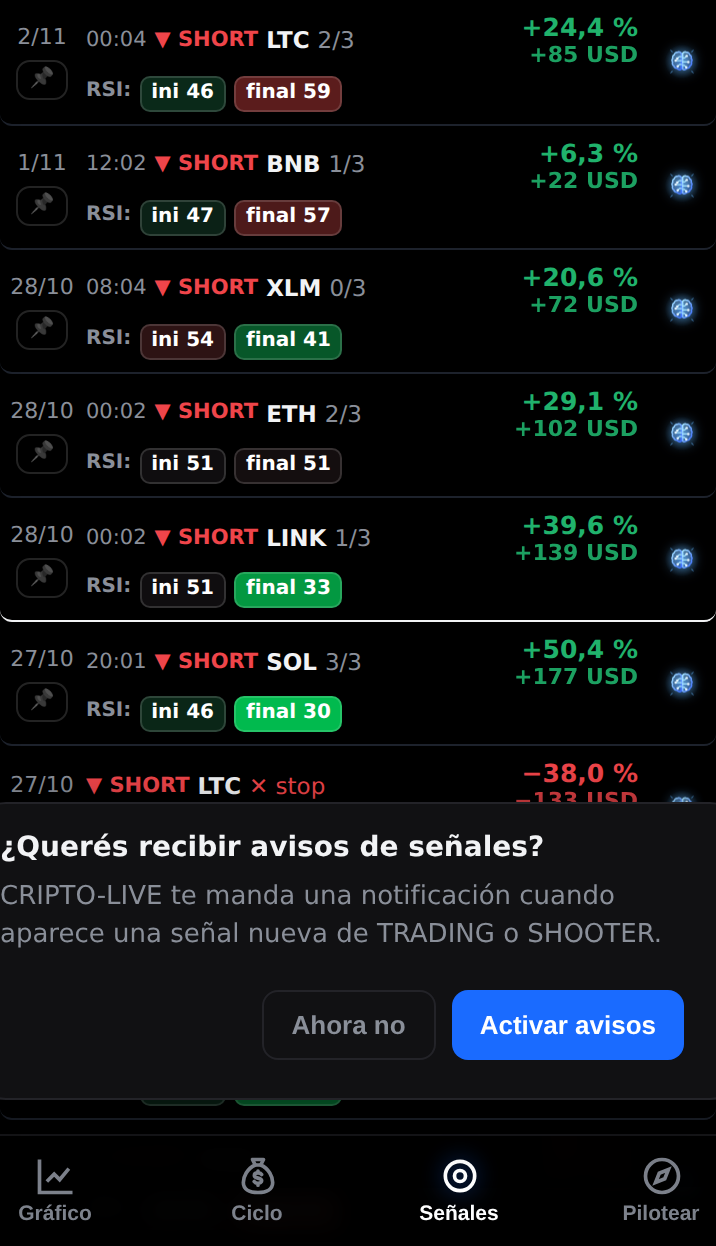 2/11 00:04 ▼ SHORT LTC 2/3 +24,4 %
+85 USD
RSI: ini 46 final 59
1/11 12:02 ▼ SHORT BNB 1/3 +6,3 %
+22 USD
RSI: ini 47 final 57
28/10 08:04 ▼ SHORT XLM 0/3 +20,6 %
+72 USD
RSI: ini 54 final 41
28/10 00:02 ▼ SHORT ETH 2/3 +29,1 %
+102 USD
RSI: ini 51 final 51
28/10 00:02 ▼ SHORT LINK 1/3 +39,6 %
+139 USD
RSI: ini 51 final 33
27/10 20:01 ▼ SHORT SOL 3/3 +50,4 %
+177 USD
RSI: ini 46 final 30
27/10 ▼ SHORT LTC ✕ stop −38,0 %
−133 USD
¿Querés recibir avisos de señales?
CRIPTO-LIVE te manda una notificación cuando
aparece una señal nueva de TRADING o SHOOTER.
Ahora no Activar avisos
Gráfico Ciclo Señales Pilotear